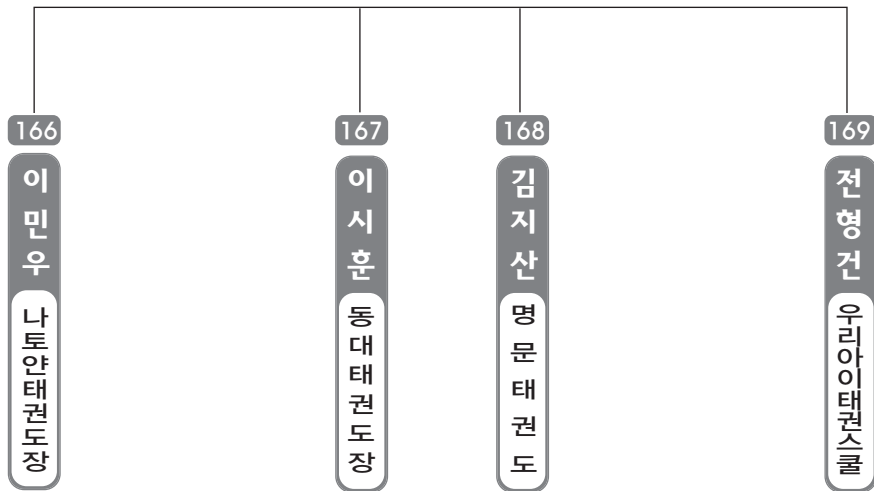 166
이민우
나토얀태권도장
167
이시훈
동대태권도장
168
김지산
명문태권도
169
전형건
우리아이태권스쿨